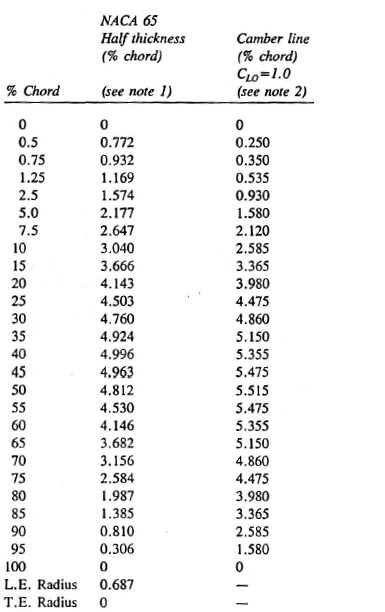 NACA 65
Half thickness Camber line
(% chord) (% chord)
C_LO=1.0
% Chord (see note 1) (see note 2)
0 0 0
0.5 0.772 0.250
0.75 0.932 0.350
1.25 1.169 0.535
2.5 1.574 0.930
5.0 2.177 1.580
7.5 2.647 2.120
10 3.040 2.585
15 3.666 3.365
20 4.143 3.980
25 4.503 4.475
30 4.760 4.860
35 4.924 5.150
40 4.996 5.355
45 4.963 5.475
50 4.812 5.515
55 4.530 5.475
60 4.146 5.355
65 3.682 5.150
70 3.156 4.860
75 2.584 4.475
80 1.987 3.980
85 1.385 3.365
90 0.810 2.585
95 0.306 1.580
100 0 0
L.E. Radius 0.687 —
T.E. Radius 0 —